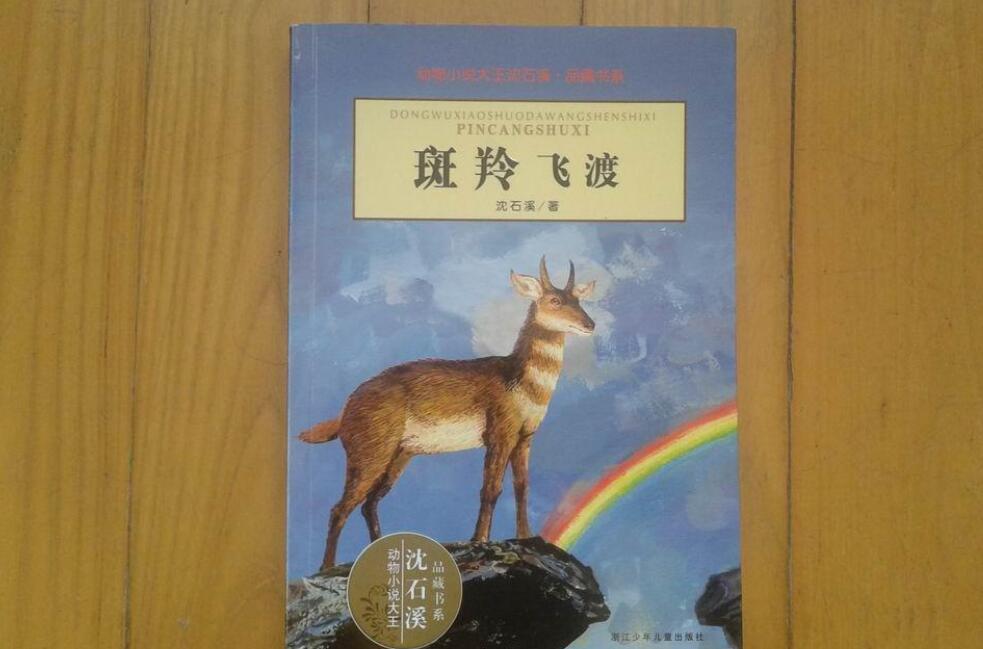 动物小说大王沈石溪·品藏书系
DONGWUXIAOSHUODAWANGSHENSHIXI
PINCANGSHUXI
斑羚飞渡
沈石溪/著
品藏书系
沈石溪
动物小说大王
浙江少年儿童出版社